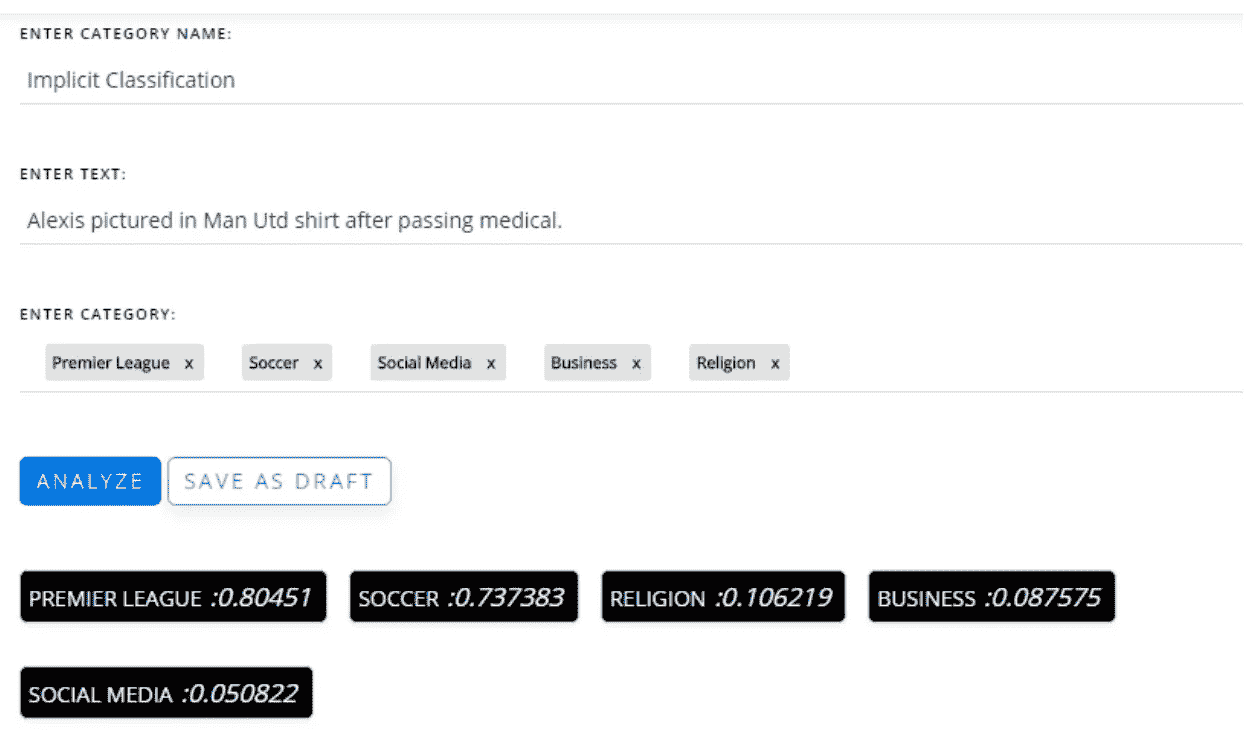 ENTER CATEGORY NAME:
Implicit Classification
ENTER TEXT:
Alexis pictured in Man Utd shirt after passing medical.
ENTER CATEGORY:
Premier League x Soccer x Social Media x Business x Religion x
ANALYZE SAVE AS DRAFT
PREMIER LEAGUE :0.80451 SOCCER :0.737383 RELIGION :0.106219 BUSINESS :0.087575
SOCIAL MEDIA :0.050822